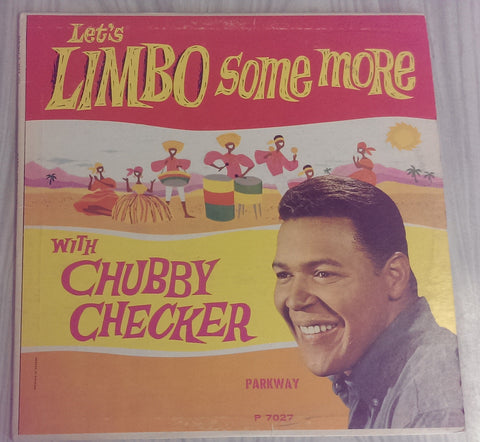 Let's
LIMBO some more
WITH
CHUBBY
CHECKER
PARKWAY
P 7027